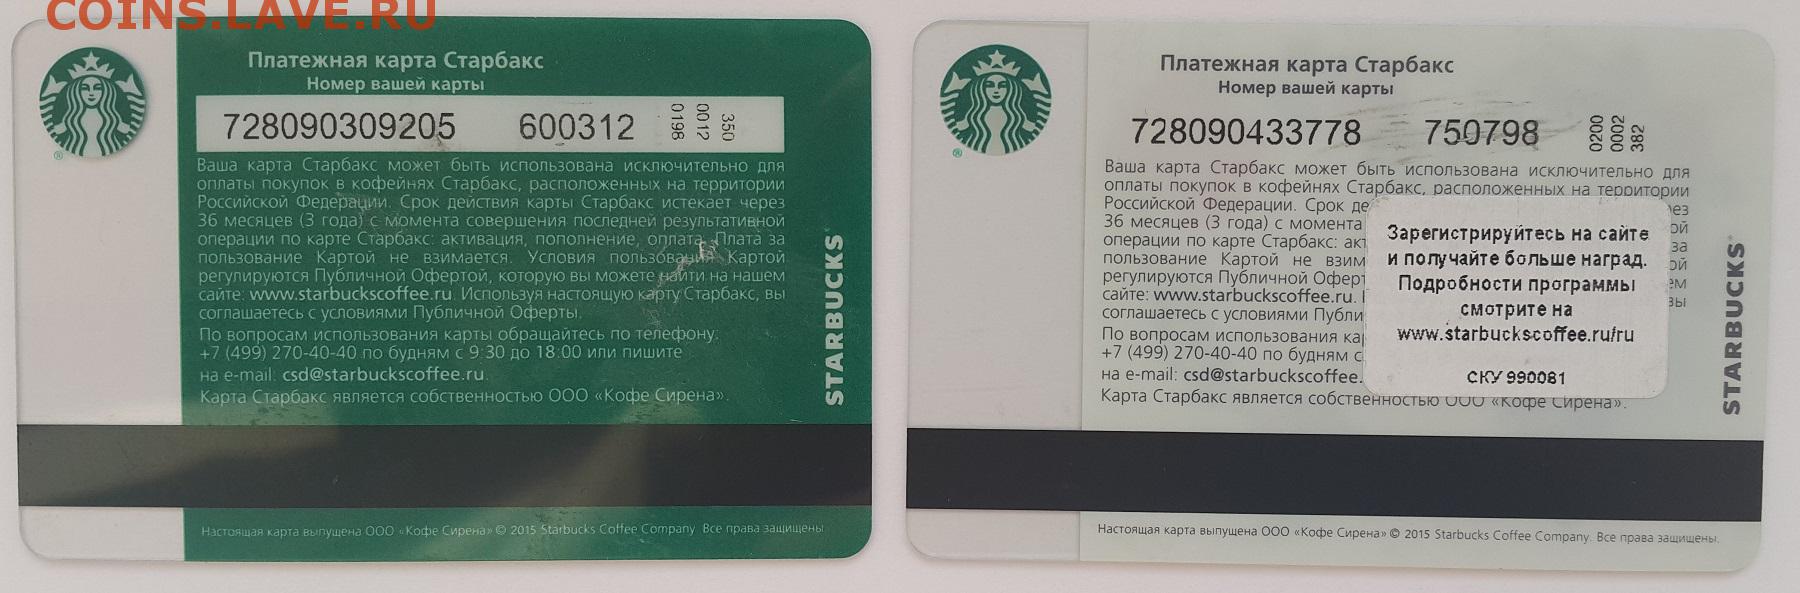 COINS.LAVE.RU
Платежная карта Старбакс
Номер вашей карты
728090309205 600312 0198 0012 350
Ваша карта Старбакс может быть использована исключительно для
оплаты покупок в кофейнях Старбакс, расположенных на территории
Российской Федерации. Срок действия карты Старбакс истекает через
36 месяцев (3 года) с момента совершения последней результативной
операции по карте Старбакс: активация, пополнение, оплата. Плата за
пользование Картой не взимается. Условия пользования Картой
регулируются Публичной Офертой, которую вы можете найти на нашем
сайте: www.starbuckscoffee.ru. Используя настоящую карту Старбакс, вы
соглашаетесь с условиями Публичной Оферты.
По вопросам использования карты обращайтесь по телефону:
+7 (499) 270-40-40 по будням с 9:30 до 18:00 или пишите
на e-mail: csd@starbuckscoffee.ru.
Карта Старбакс является собственностью ООО «Кофе Сирена».
STARBUCKS
Настоящая карта выпущена ООО «Кофе Сирена» © 2015 Starbucks Coffee Company. Все права защищены.
Платежная карта Старбакс
Номер вашей карты
728090433778 750798 0200 0002 382
Ваша карта Старбакс может быть использована исключительно для
оплаты покупок в кофейнях Старбакс, расположенных на территории
Российской Федерации. Срок де рез
36 месяцев (3 года) с момента ой
операции по карте Старбакс: ак за
пользование Картой не взим ой
регулируются Публичной Оферт ем
сайте: www.starbuckscoffee.ru. вы
соглашаетесь с условиями Публи
По вопросам использования ка
+7 (499) 270-40-40 по будням с
на e-mail: csd@starbuckscoffee.
Карта Старбакс является собственностью ООО «Кофе Сирена».
Зарегистрируйтесь на сайте
и получайте больше наград.
Подробности программы
смотрите на
www.starbuckscoffee.ru/ru
СКУ 990081
STARBUCKS
Настоящая карта выпущена ООО «Кофе Сирена» © 2015 Starbucks Coffee Company. Все права защищены.